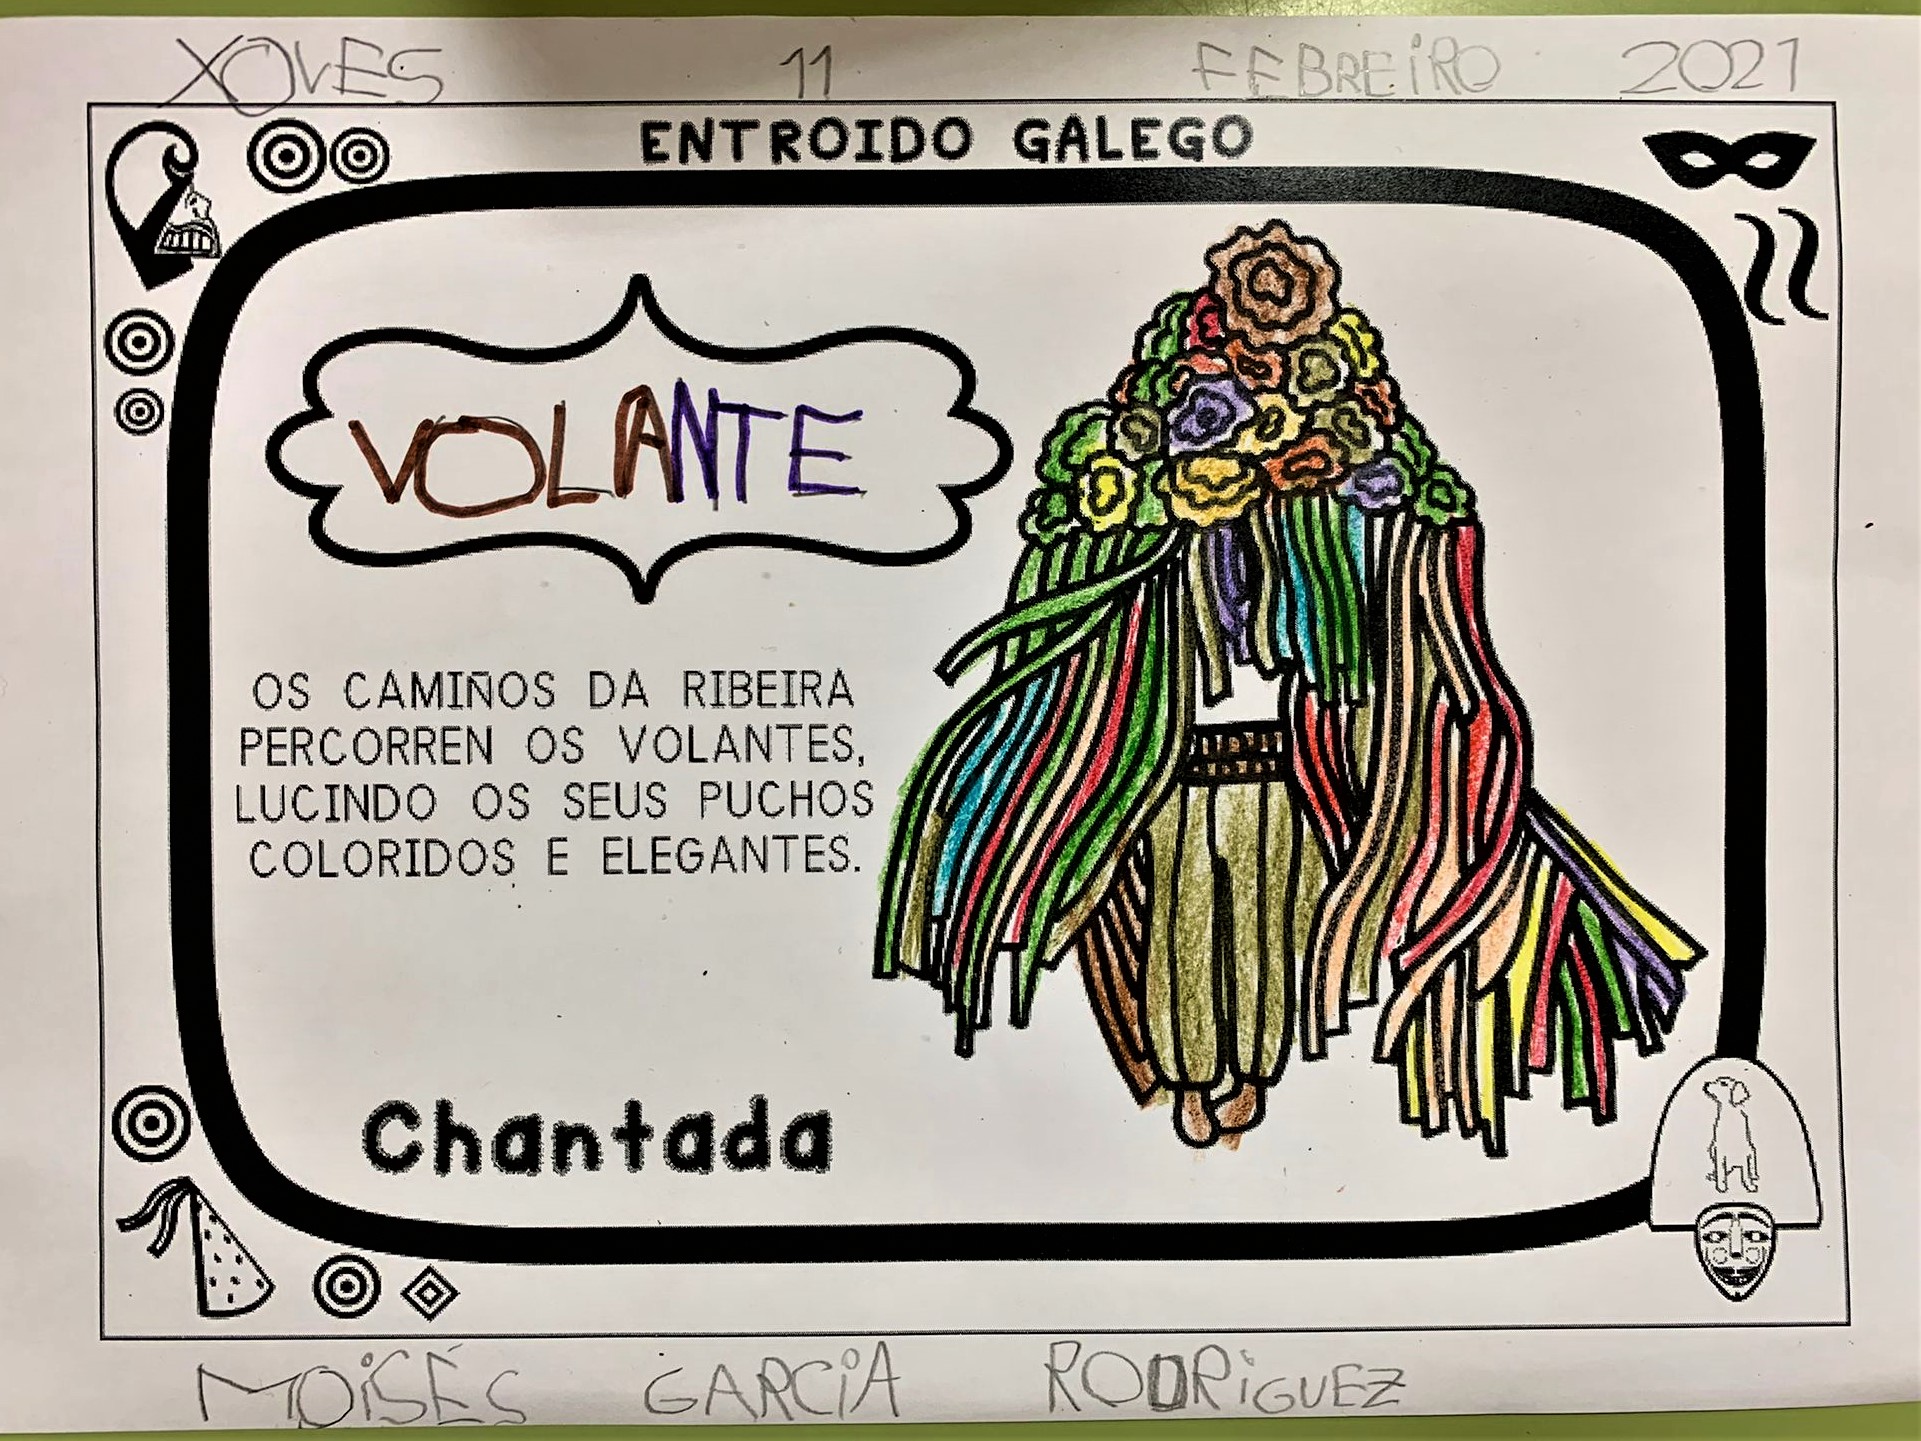 XOVES 11 FEBREIRO 2021
ENTROIDO GALEGO
VOLANTE
OS CAMIÑOS DA RIBEIRA
PERCORREN OS VOLANTES,
LUCINDO OS SEUS PUCHOS
COLORIDOS E ELEGANTES.
Chantada
MOISÉS GARCIA RODRIGUEZ